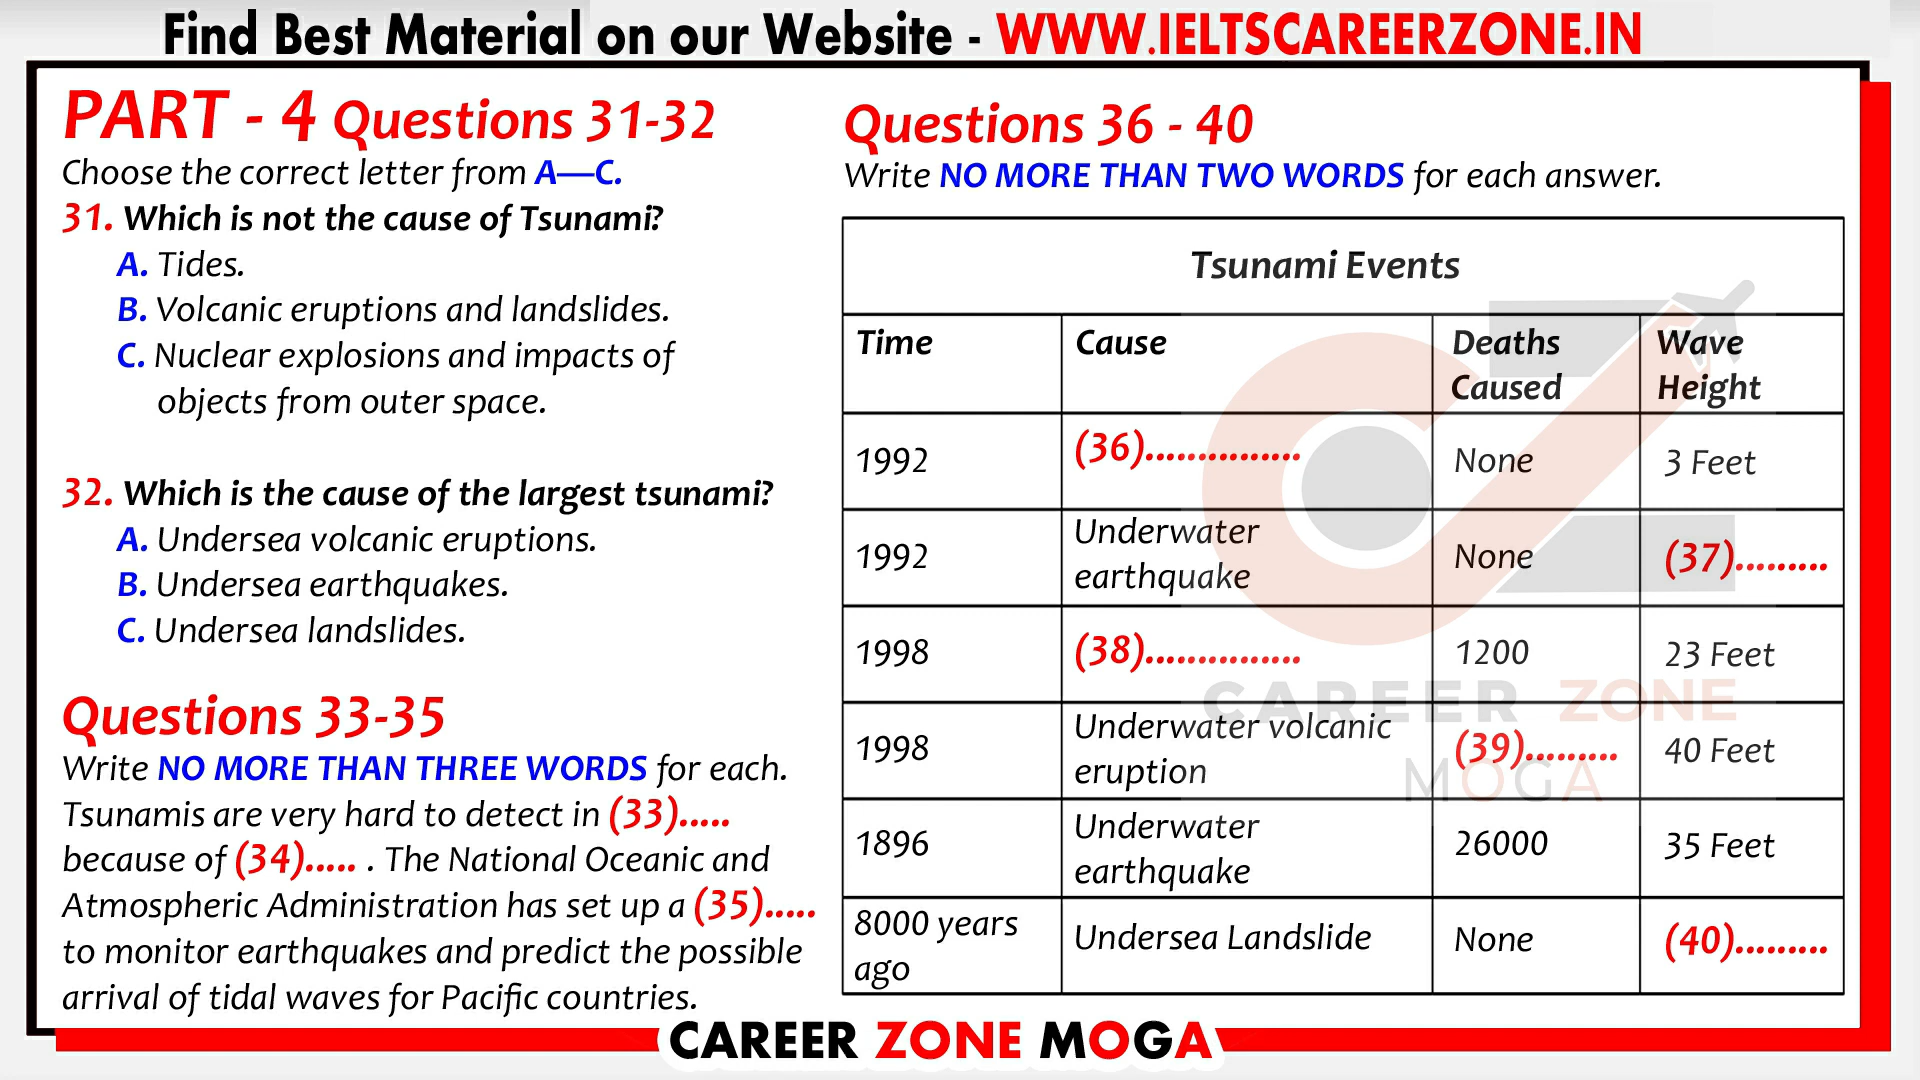 Find Best Material on our Website - WWW.IELTSCAREERZONE.IN
PART - 4 Questions 31-32
Choose the correct letter from A—C.
31. Which is not the cause of Tsunami?
A. Tides.
B. Volcanic eruptions and landslides.
C. Nuclear explosions and impacts of
objects from outer space.
32. Which is the cause of the largest tsunami?
A. Undersea volcanic eruptions.
B. Undersea earthquakes.
C. Undersea landslides.
Questions 33-35
Write NO MORE THAN THREE WORDS for each.
Tsunamis are very hard to detect in (33).....
because of (34)..... . The National Oceanic and
Atmospheric Administration has set up a (35).....
to monitor earthquakes and predict the possible
arrival of tidal waves for Pacific countries.
Questions 36 - 40
Write NO MORE THAN TWO WORDS for each answer.
Tsunami Events
Time
Cause
Deaths
Caused
Wave
Height
1992
(36)...............
None
3 Feet
1992
Underwater
earthquake
None
(37).........
1998
(38)...............
1200
23 Feet
1998
Underwater volcanic
eruption
(39).........
40 Feet
1896
Underwater
earthquake
26000
35 Feet
8000 years
ago
Undersea Landslide
None
(40).........
CAREER ZONE
MOGA
CAREER ZONE MOGA